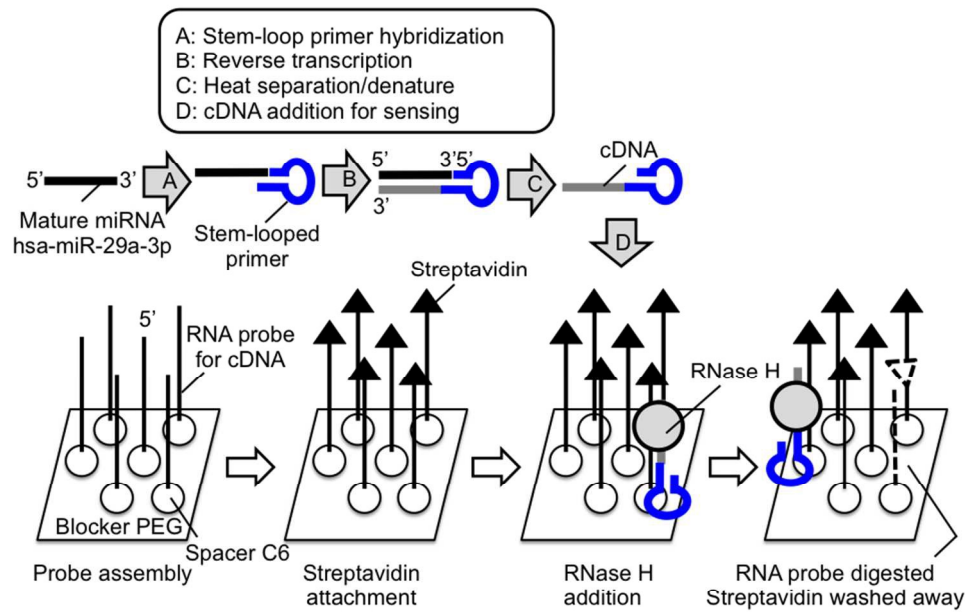 A: Stem-loop primer hybridization
B: Reverse transcription
C: Heat separation/denature
D: cDNA addition for sensing
5’ 3’
A
B
5’ 3’5’
3’
C
cDNA
Mature miRNA
hsa-miR-29a-3p
Stem-looped
primer
D
Streptavidin
5’
RNA probe
for cDNA
RNase H
Blocker PEG
Spacer C6
Probe assembly
Streptavidin
attachment
RNase H
addition
RNA probe digested
Streptavidin washed away